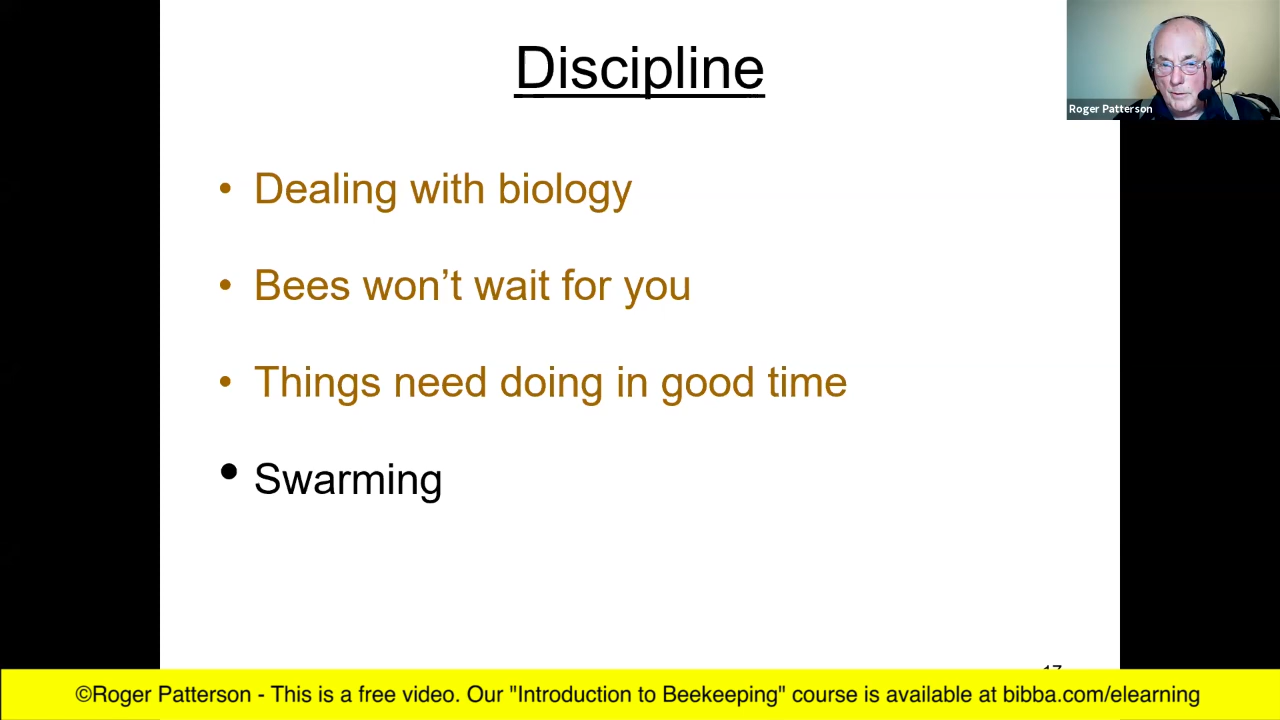 Discipline
Roger Patterson
• Dealing with biology
• Bees won’t wait for you
• Things need doing in good time
• Swarming
17
©Roger Patterson - This is a free video. Our "Introduction to Beekeeping" course is available at bibba.com/elearning